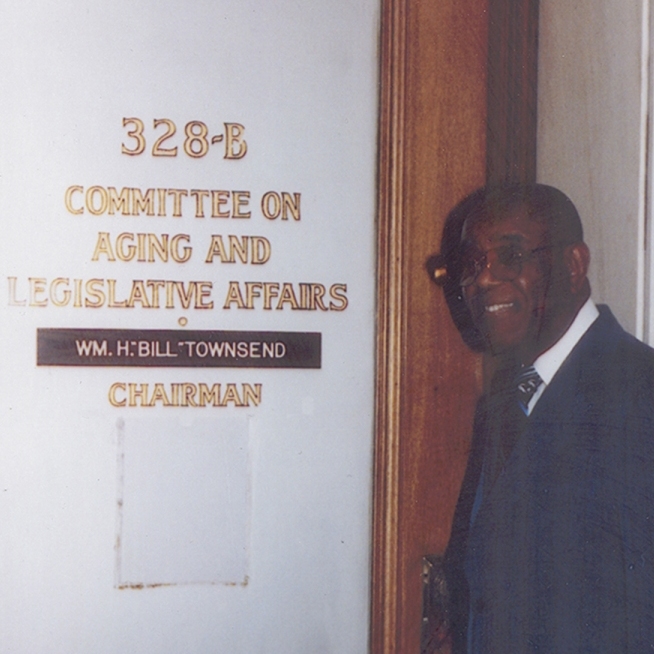 328-B
COMMITTEE ON
AGING AND
LEGISLATIVE AFFAIRS
WM. H. "BILL" TOWNSEND
CHAIRMAN